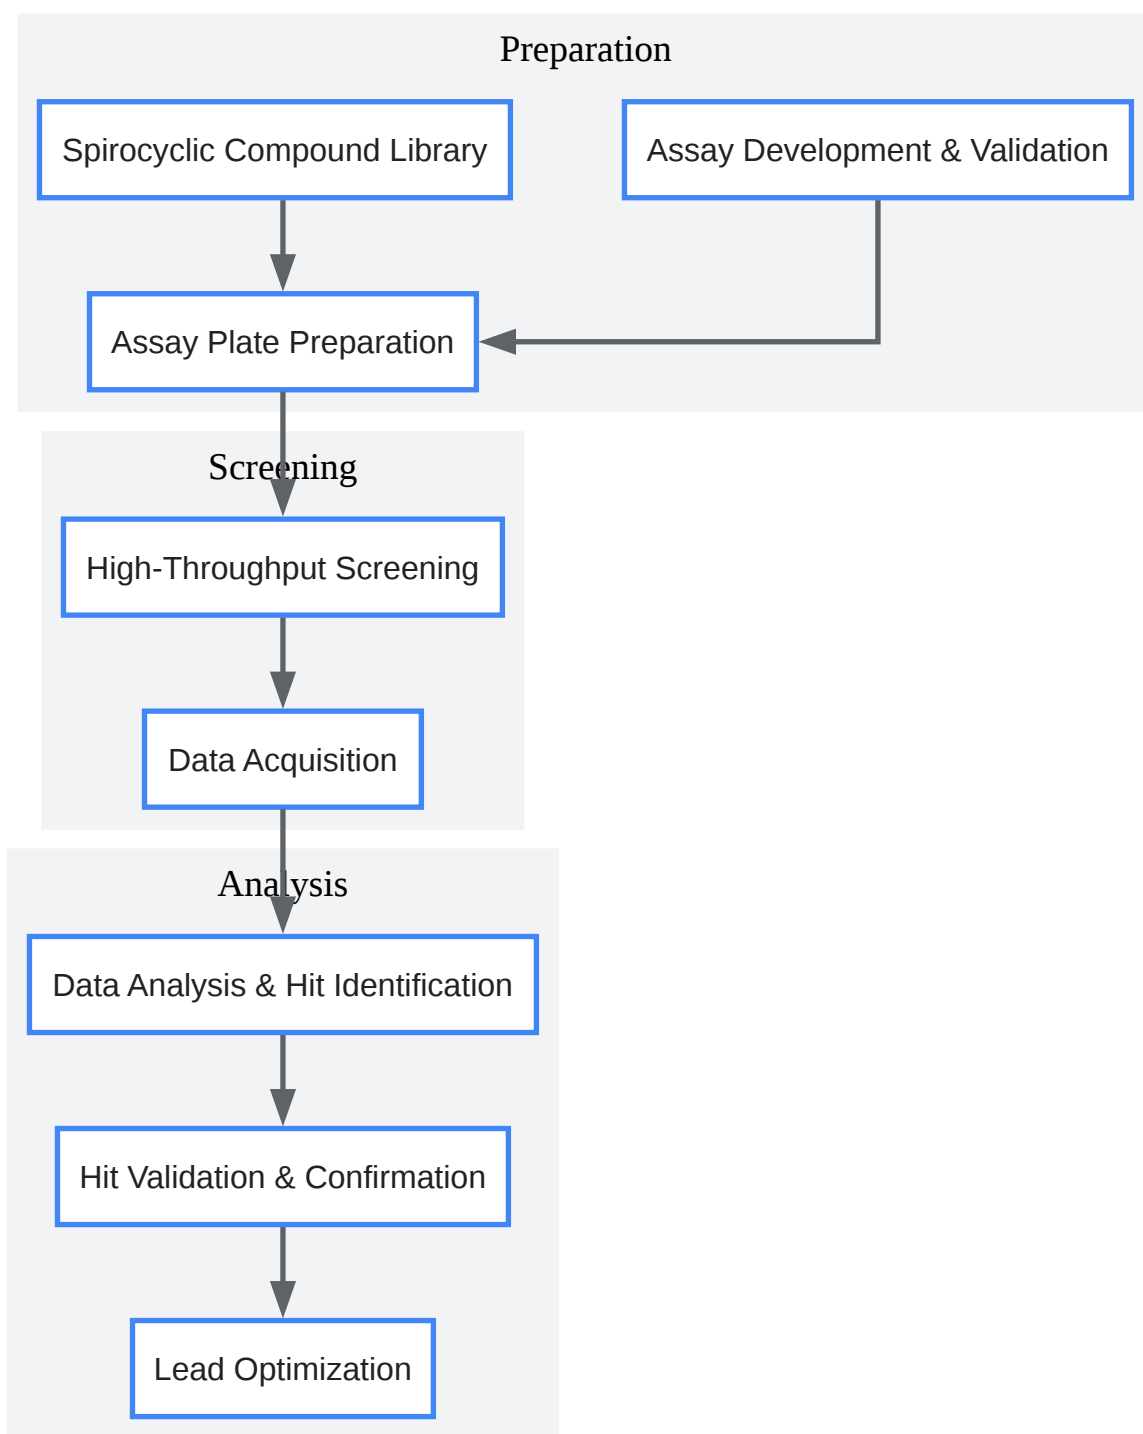 Preparation
Spirocyclic Compound Library
Assay Development & Validation
Assay Plate Preparation
Screening
High-Throughput Screening
Data Acquisition
Analysis
Data Analysis & Hit Identification
Hit Validation & Confirmation
Lead Optimization